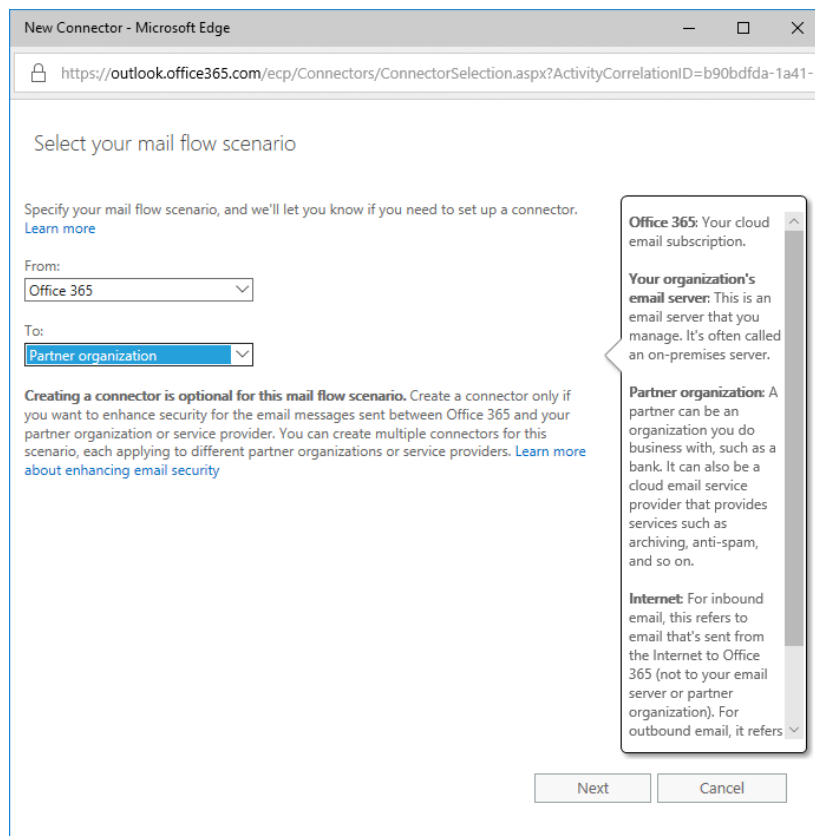 New Connector - Microsoft Edge
https://outlook.office365.com/ecp/Connectors/ConnectorSelection.aspx?ActivityCorrelationID=b90bdfda-1a41-
Select your mail flow scenario
Specify your mail flow scenario, and we'll let you know if you need to set up a connector.
Learn more
From:
Office 365
To:
Partner organization
Creating a connector is optional for this mail flow scenario. Create a connector only if
you want to enhance security for the email messages sent between Office 365 and your
partner organization or service provider. You can create multiple connectors for this
scenario, each applying to different partner organizations or service providers. Learn more
about enhancing email security
Office 365: Your cloud
email subscription.
Your organization's
email server: This is an
email server that you
manage. It's often called
an on-premises server.
Partner organization: A
partner can be an
organization you do
business with, such as a
bank. It can also be a
cloud email service
provider that provides
services such as
archiving, anti-spam,
and so on.
Internet: For inbound
email, this refers to
email that's sent from
the Internet to Office
365 (not to your email
server or partner
organization). For
outbound email, it refers
Next
Cancel